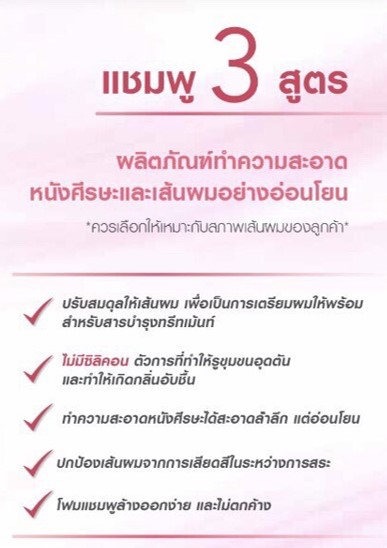 แชมพู 3 สูตร
ผลิตภัณฑ์ทำความสะอาด
หนังศีรษะและเส้นผมอย่างอ่อนโยน
*ควรเลือกให้เหมาะกับสภาพเส้นผมของลูกค้า*
ปรับสมดุลให้เส้นผม เพื่อเป็นการเตรียมผมให้พร้อม
สำหรับสารบำรุงทรีทเม้นท์
ไม่มีซิลิคอน ตัวการที่ทำให้รูขุมขนอุดตัน
และทำให้เกิดกลิ่นอับชื้น
ทำความสะอาดหนังศีรษะได้สะอาดล้ำลึก แต่อ่อนโยน
ปกป้องเส้นผมจากการเสียดสีในระหว่างการสระ
โฟมแชมพูล้างออกง่าย และไม่ตกค้าง